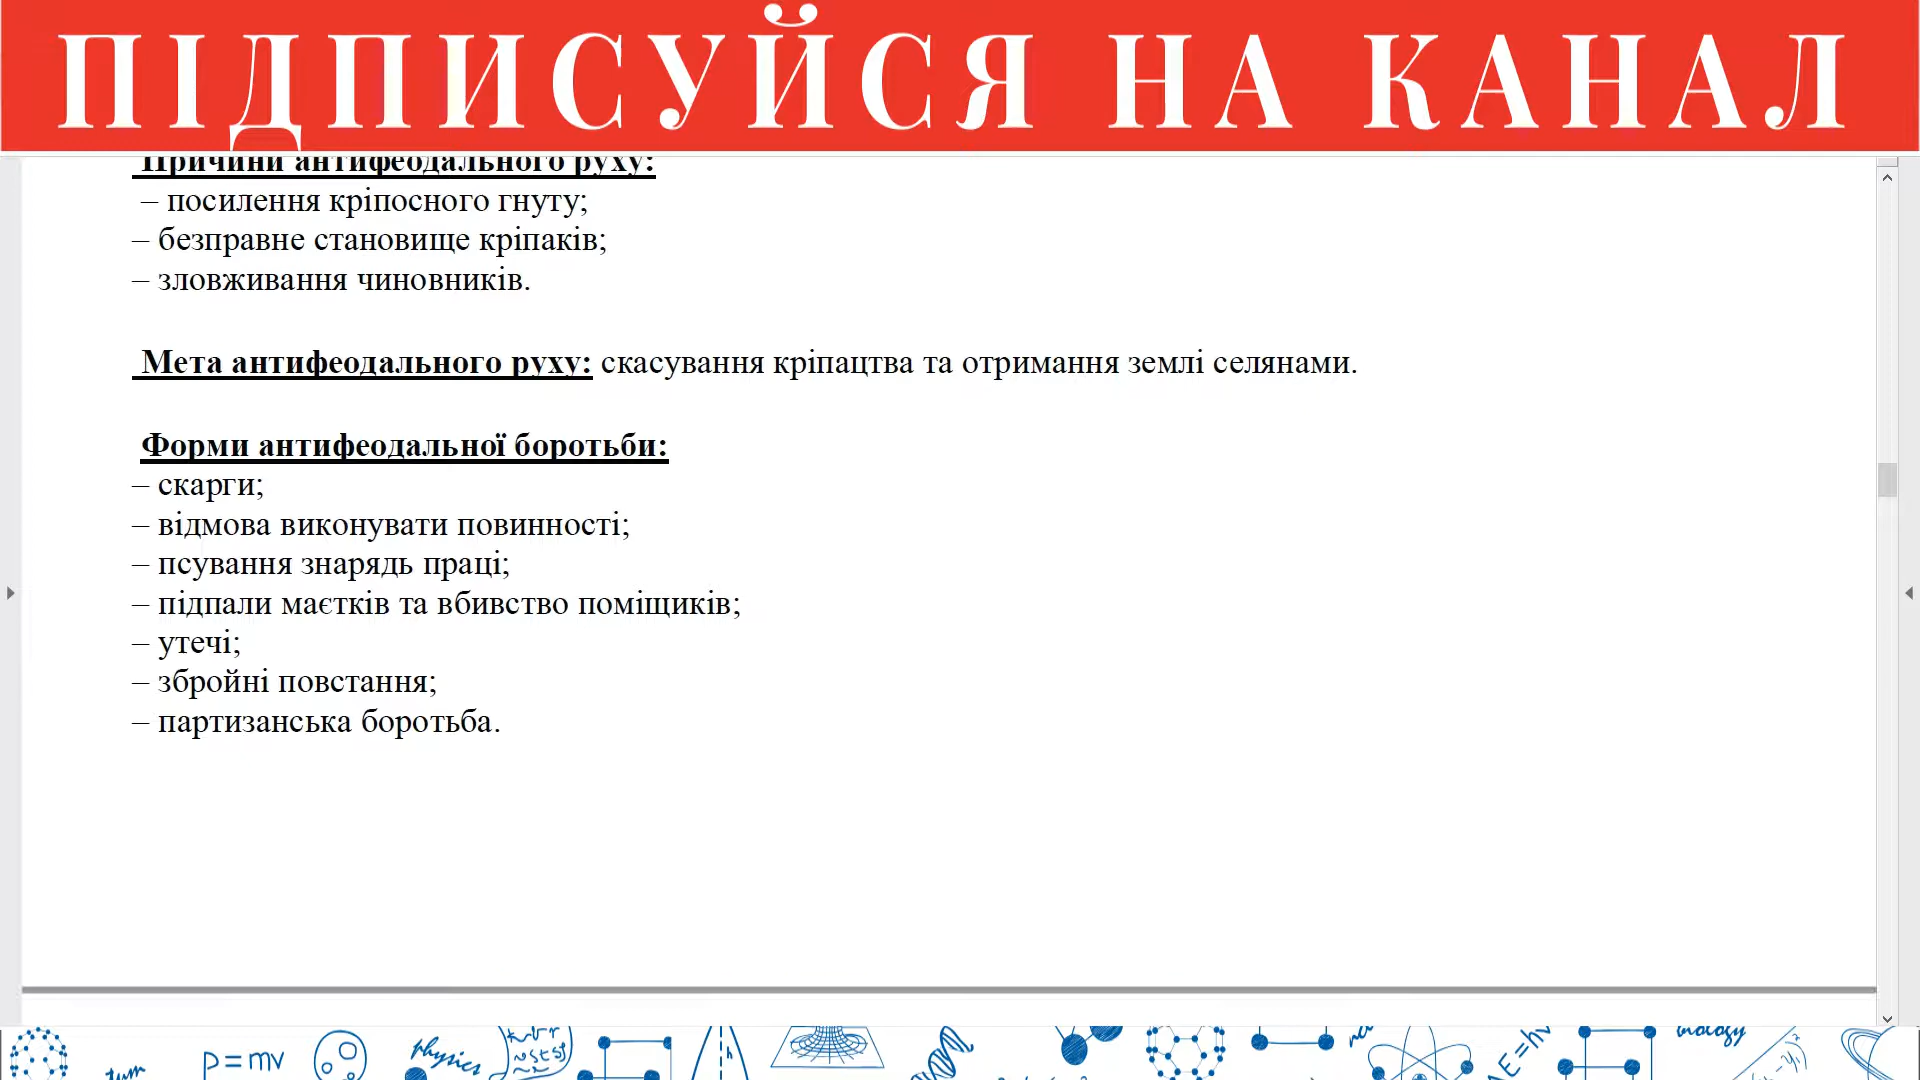 ПІДПИСУЙСЯ НА КАНАЛ
Причини антифеодального руху:
– посилення кріпосного гнуту;
– безправне становище кріпаків;
– зловживання чиновників.
Мета антифеодального руху: скасування кріпацтва та отримання землі селянами.
Форми антифеодальної боротьби:
– скарги;
– відмова виконувати повинності;
– псування знарядь праці;
– підпали маєтків та вбивство поміщиків;
– утечі;
– збройні повстання;
– партизанська боротьба.
p=mv
physics
h
biology